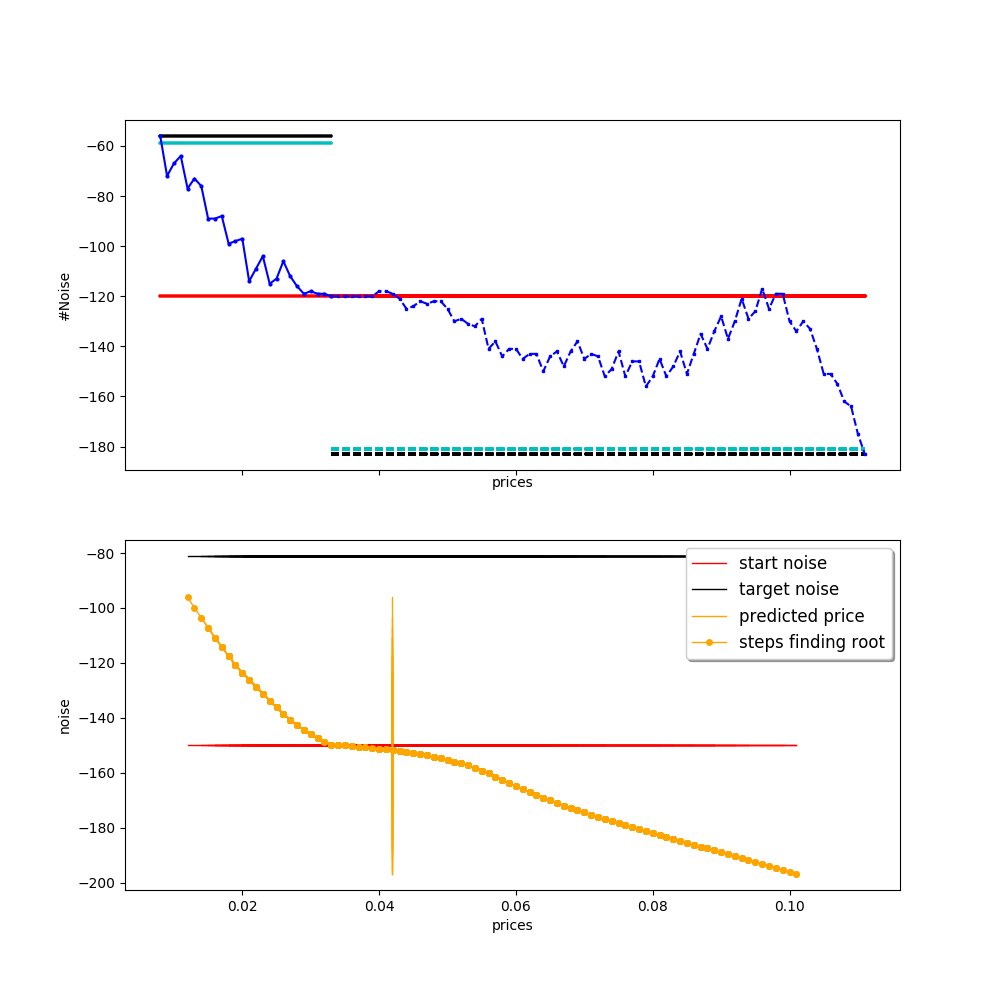 −60
−80
−100
−120
−140
−160
−180
#Noise
prices
−80
−100
−120
−140
−160
−180
−200
noise
start noise
target noise
predicted price
steps finding root
0.02 0.04 0.06 0.08 0.10
prices